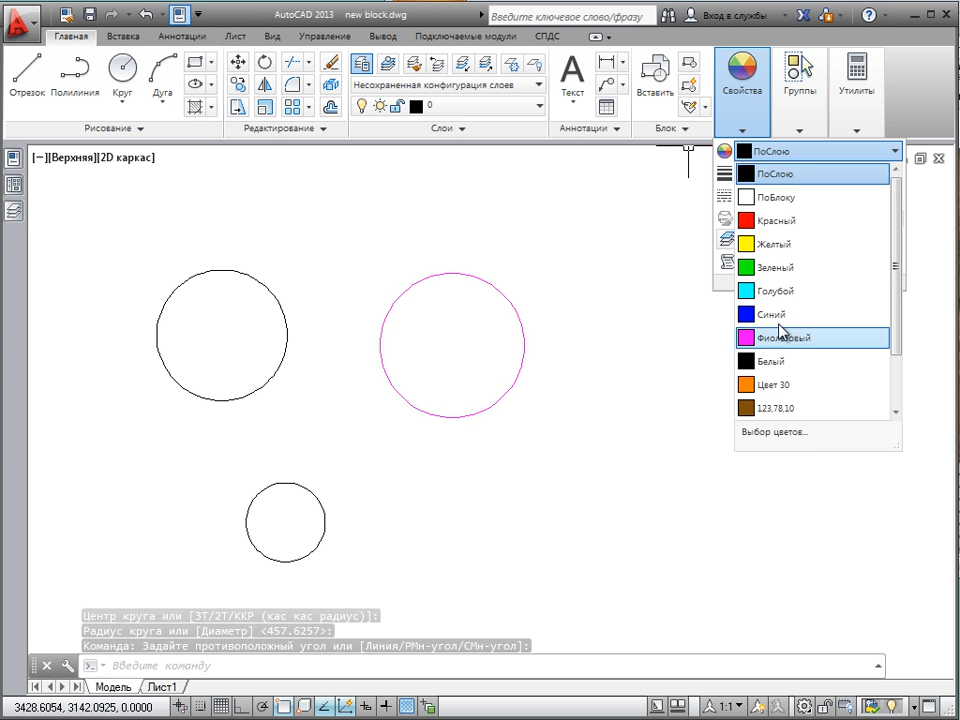 AutoCAD 2013 new block.dwg
Введите ключевое слово/фразу
Вход в службы
Главная Вставка Аннотации Лист Вид Управление Вывод Подключаемые модули СПДС
Отрезок Полилиния Круг Дуга
Несохраненная конфигурация слоев
0
Текст
Вставить
Свойства
Группы
Утилиты
Рисование Редактирование Слои Аннотации Блок
[−][Верхняя][2D каркас]
ПоСлою
ПоСлою
ПоБлоку
Красный
Желтый
Зеленый
Голубой
Синий
Фиолетовый
Белый
Цвет 30
123,78,10
Выбор цветов...
Центр круга или [3Т/2Т/ККР (кас кас радиус)]:
Радиус круга или [Диаметр] <457.6257>:
Команда: Задайте противоположный угол или [Линия/РМн-угол/СМн-угол]:
Введите команду
Модель Лист1
3428.6054, 3142.0925, 0.0000
1:1